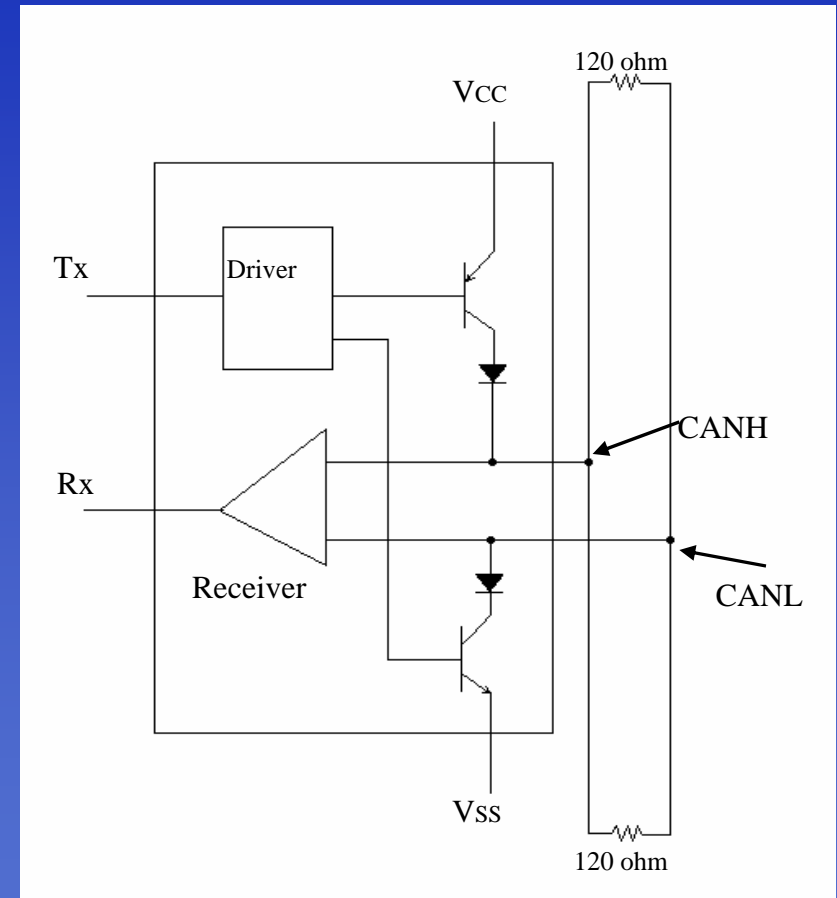 120 ohm
VCC
Tx
Driver
CANH
Rx
Receiver
CANL
VSS
120 ohm